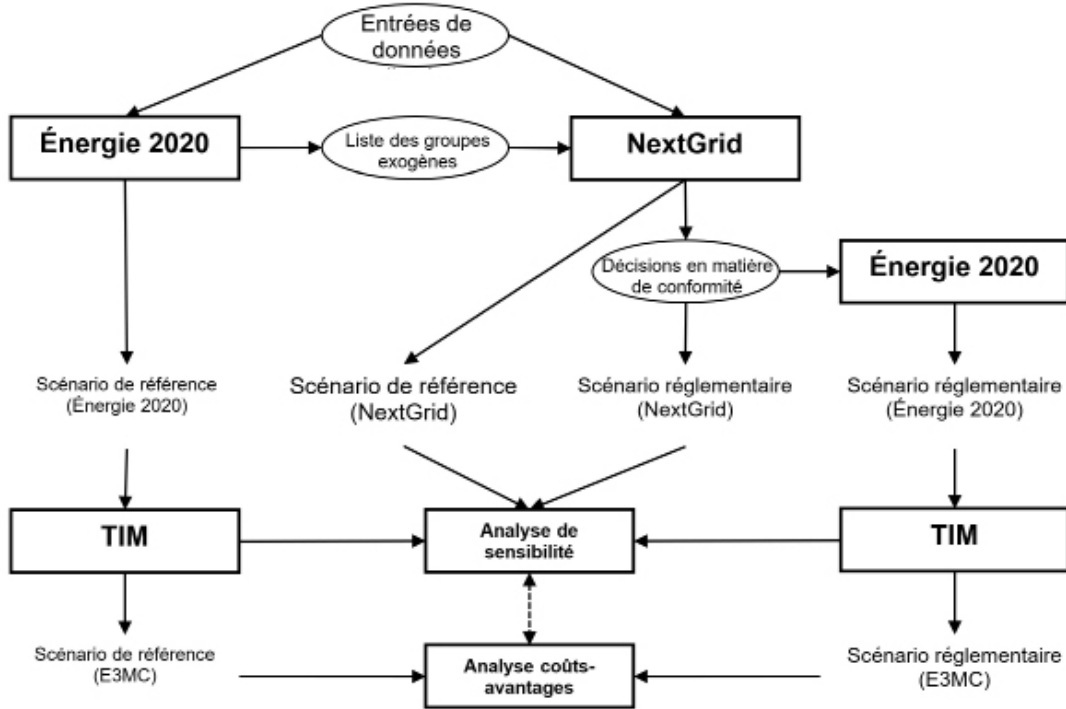 Entrées de
données
Énergie 2020
Liste des groupes
exogènes
NextGrid
Décisions en matière
de conformité
Énergie 2020
Scénario de référence
(Énergie 2020)
Scénario de référence
(NextGrid)
Scénario réglementaire
(NextGrid)
Scénario réglementaire
(Énergie 2020)
TIM
Analyse de
sensibilité
TIM
Scénario de référence
(E3MC)
Analyse coûts-
avantages
Scénario réglementaire
(E3MC)